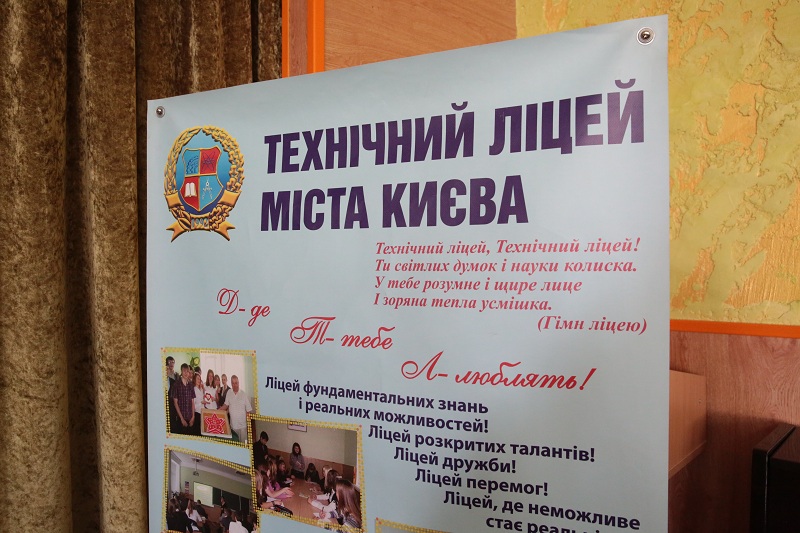 ТЕХНІЧНИЙ ЛІЦЕЙ
МІСТА КИЄВА
Технічний ліцей, Технічний ліцей!
Ти світлих думок і науки колиска.
У тебе розумне і щире лице
І зоряна тепла усмішка.
(Гімн ліцею)
Д- де
Т- тебе
Л- люблять!
Ліцей фундаментальних знань
і реальних можливостей!
Ліцей розкритих талантів!
Ліцей дружби!
Ліцей перемог!
Ліцей, де неможливе
стає